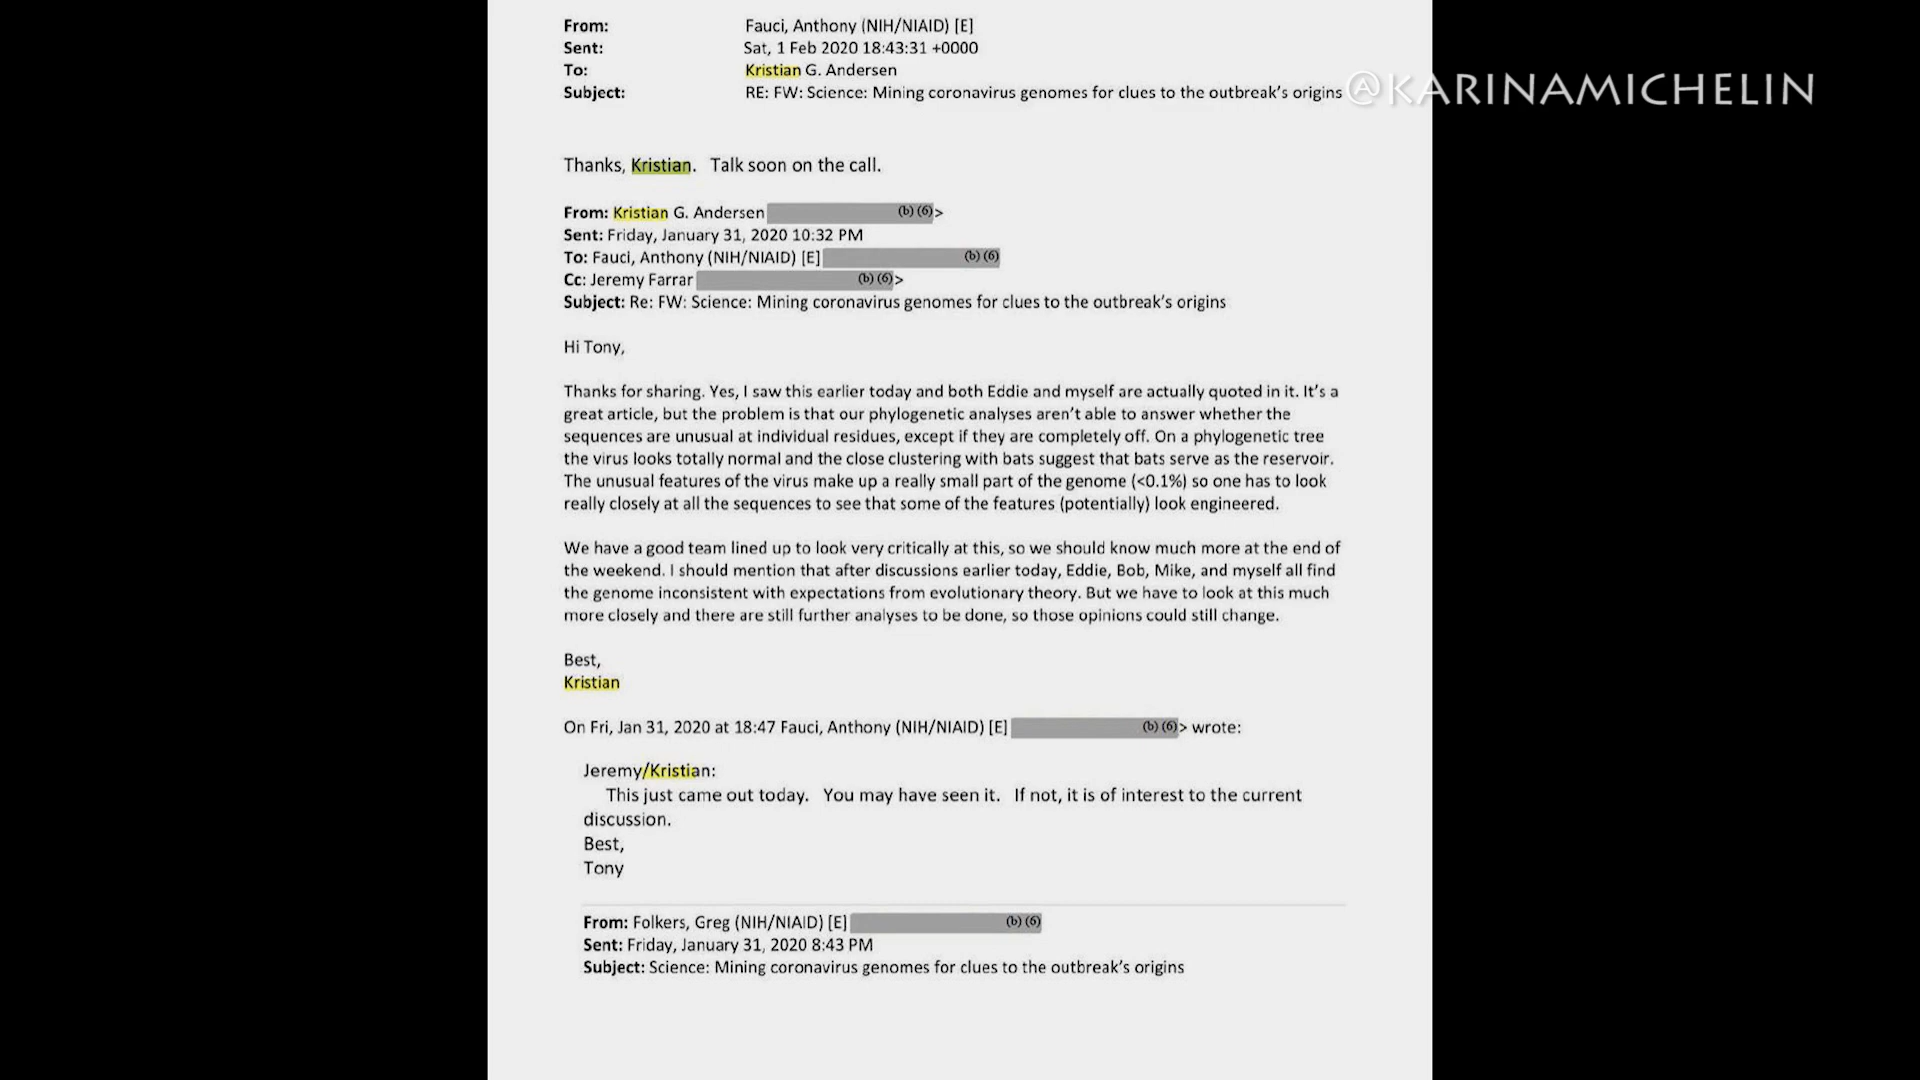 From: Fauci, Anthony (NIH/NIAID) [E]
Sent: Sat, 1 Feb 2020 18:43:31 +0000
To: Kristian G. Andersen
Subject: RE: FW: Science: Mining coronavirus genomes for clues to the outbreak's origins
@KARINAMICHELIN
Thanks, Kristian. Talk soon on the call.
From: Kristian G. Andersen (b) (6)>
Sent: Friday, January 31, 2020 10:32 PM
To: Fauci, Anthony (NIH/NIAID) [E] (b) (6)
Cc: Jeremy Farrar (b) (6)>
Subject: Re: FW: Science: Mining coronavirus genomes for clues to the outbreak's origins
Hi Tony,
Thanks for sharing. Yes, I saw this earlier today and both Eddie and myself are actually quoted in it. It's a
great article, but the problem is that our phylogenetic analyses aren't able to answer whether the
sequences are unusual at individual residues, except if they are completely off. On a phylogenetic tree
the virus looks totally normal and the close clustering with bats suggest that bats serve as the reservoir.
The unusual features of the virus make up a really small part of the genome (<0.1%) so one has to look
really closely at all the sequences to see that some of the features (potentially) look engineered.
We have a good team lined up to look very critically at this, so we should know much more at the end of
the weekend. I should mention that after discussions earlier today, Eddie, Bob, Mike, and myself all find
the genome inconsistent with expectations from evolutionary theory. But we have to look at this much
more closely and there are still further analyses to be done, so those opinions could still change.
Best,
Kristian
On Fri, Jan 31, 2020 at 18:47 Fauci, Anthony (NIH/NIAID) [E] (b) (6)> wrote:
Jeremy/Kristian:
This just came out today. You may have seen it. If not, it is of interest to the current
discussion.
Best,
Tony
From: Folkers, Greg (NIH/NIAID) [E] (b) (6)
Sent: Friday, January 31, 2020 8:43 PM
Subject: Science: Mining coronavirus genomes for clues to the outbreak's origins